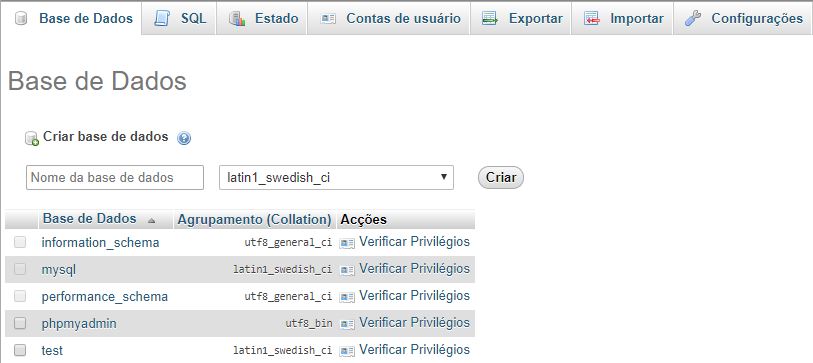 Base de Dados SQL Estado Contas de usuário Exportar Importar Configurações
Base de Dados
Criar base de dados
Nome da base de dados latin1_swedish_ci Criar
Base de Dados Agrupamento (Collation) Acções
information_schema utf8_general_ci Verificar Privilégios
mysql latin1_swedish_ci Verificar Privilégios
performance_schema utf8_general_ci Verificar Privilégios
phpmyadmin utf8_bin Verificar Privilégios
test latin1_swedish_ci Verificar Privilégios